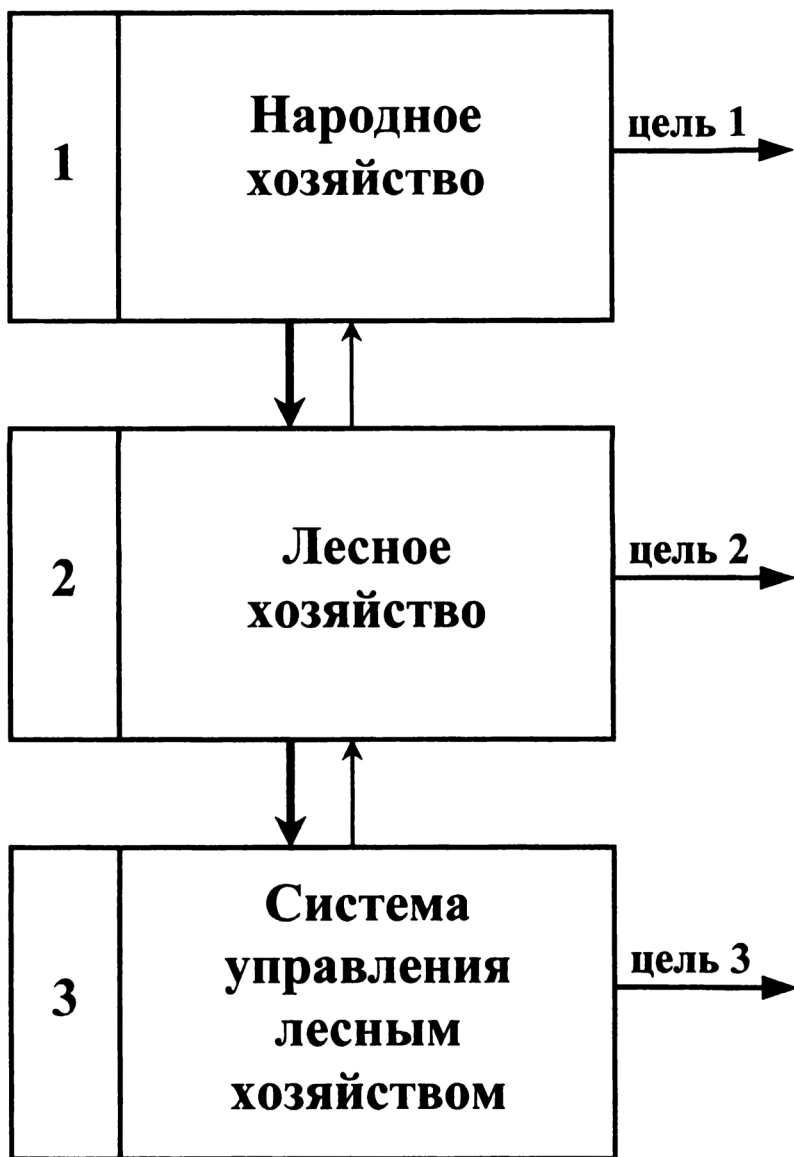 1
Народное
хозяйство
цель 1
2
Лесное
хозяйство
цель 2
3
Система
управления
лесным
хозяйством
цель 3